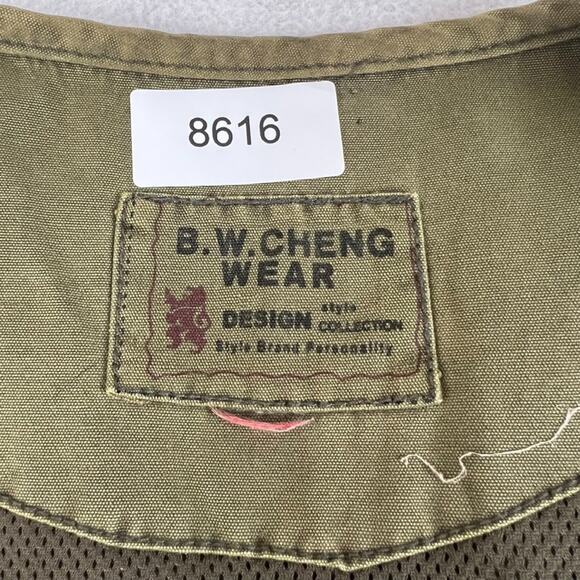 8616
B.W.CHENG
WEAR
DESIGN style COLLECTION
Style Brand Personality